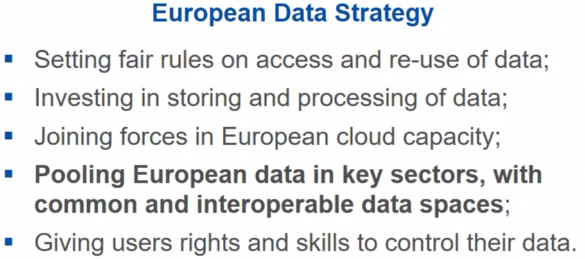 European Data Strategy
▪ Setting fair rules on access and re-use of data;
▪ Investing in storing and processing of data;
▪ Joining forces in European cloud capacity;
▪ Pooling European data in key sectors, with
common and interoperable data spaces;
▪ Giving users rights and skills to control their data.